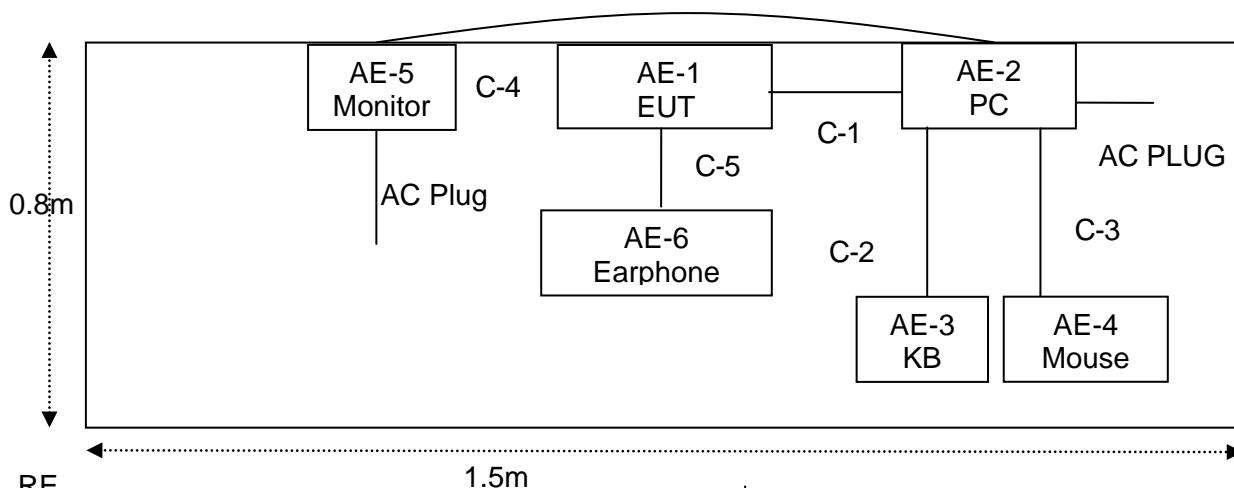 AE-5
Monitor
C-4
AE-1
EUT
C-1
AE-2
PC
AC PLUG
C-5
AC Plug
0.8m
AE-6
Earphone
C-2
C-3
AE-3
KB
AE-4
Mouse
1.5m
RE